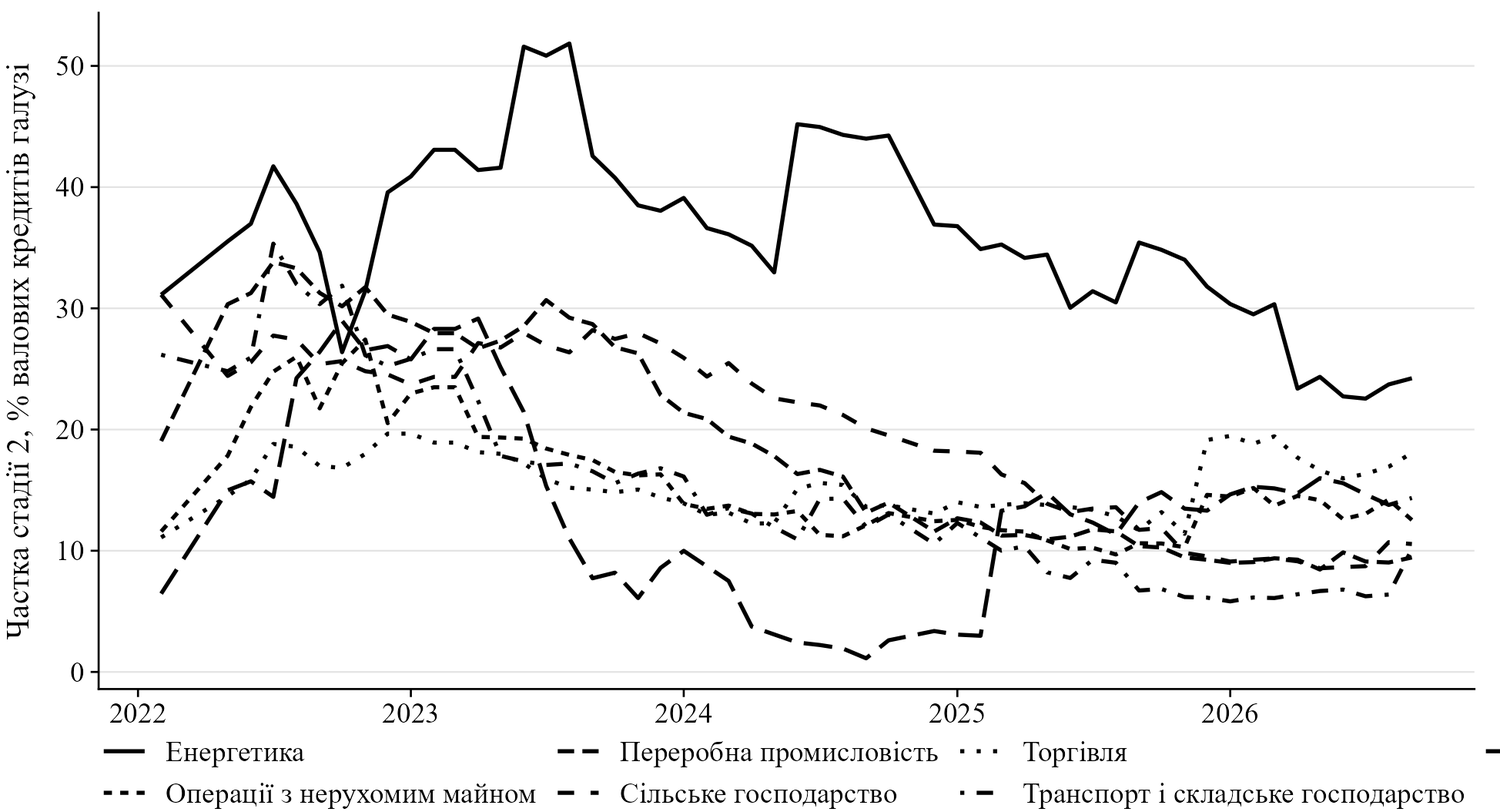 Частка стадії 2, % валових кредитів галузі
50
40
30
20
10
0
2022 2023 2024 2025 2026
Енергетика Переробна промисловість Торгівля
Операції з нерухомим майном Сільське господарство Транспорт і складське господарство